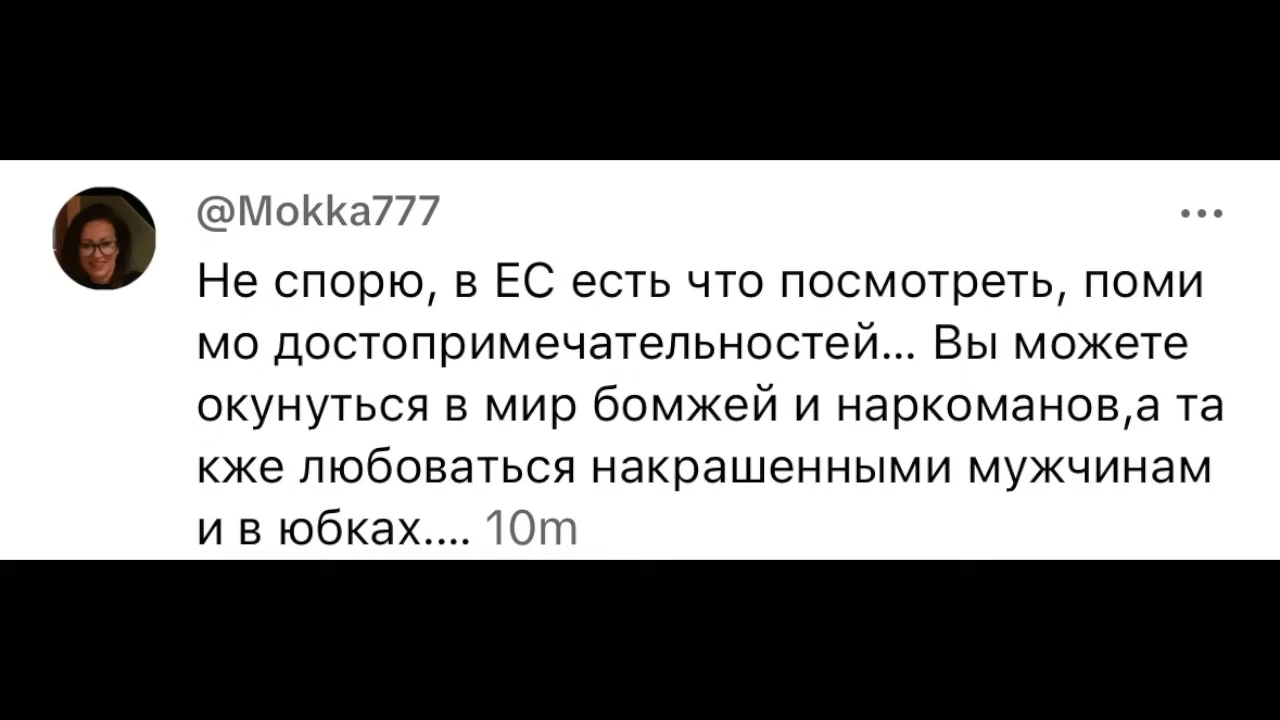 @Mokka777
Не спорю, в ЕС есть что посмотреть, поми
мо достопримечательностей... Вы можете
окунуться в мир бомжей и наркоманов,а та
кже любоваться накрашенными мужчинам
и в юбках.... 10m